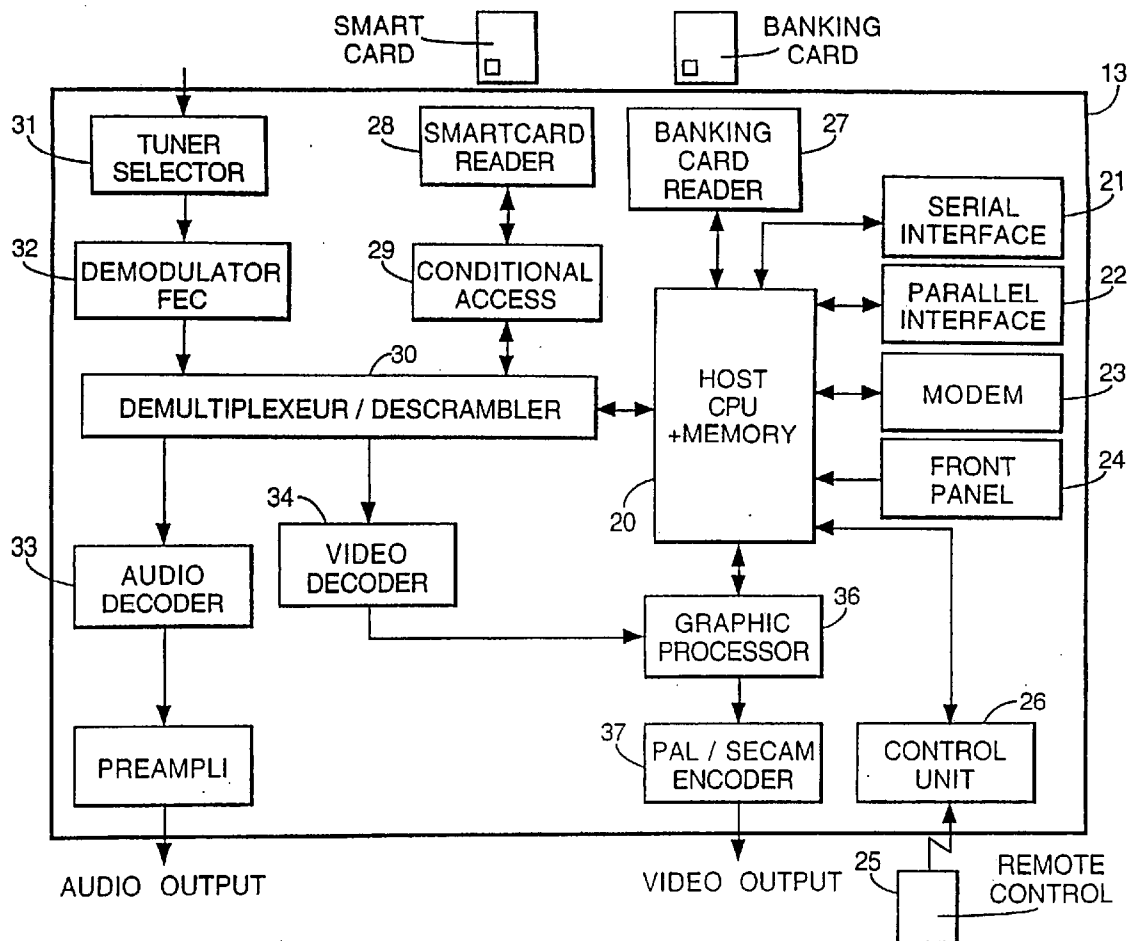 SMART
CARD
BANKING
CARD
13
31
TUNER
SELECTOR
28
SMARTCARD
READER
BANKING
CARD
READER
27
21
SERIAL
INTERFACE
32
DEMODULATOR
FEC
29
CONDITIONAL
ACCESS
22
PARALLEL
INTERFACE
30
DEMULTIPLEXEUR / DESCRAMBLER
HOST
CPU
+MEMORY
20
23
MODEM
24
FRONT
PANEL
34
VIDEO
DECODER
33
AUDIO
DECODER
36
GRAPHIC
PROCESSOR
26
CONTROL
UNIT
37
PAL / SECAM
ENCODER
PREAMPLI
AUDIO OUTPUT
VIDEO OUTPUT
25
REMOTE
CONTROL